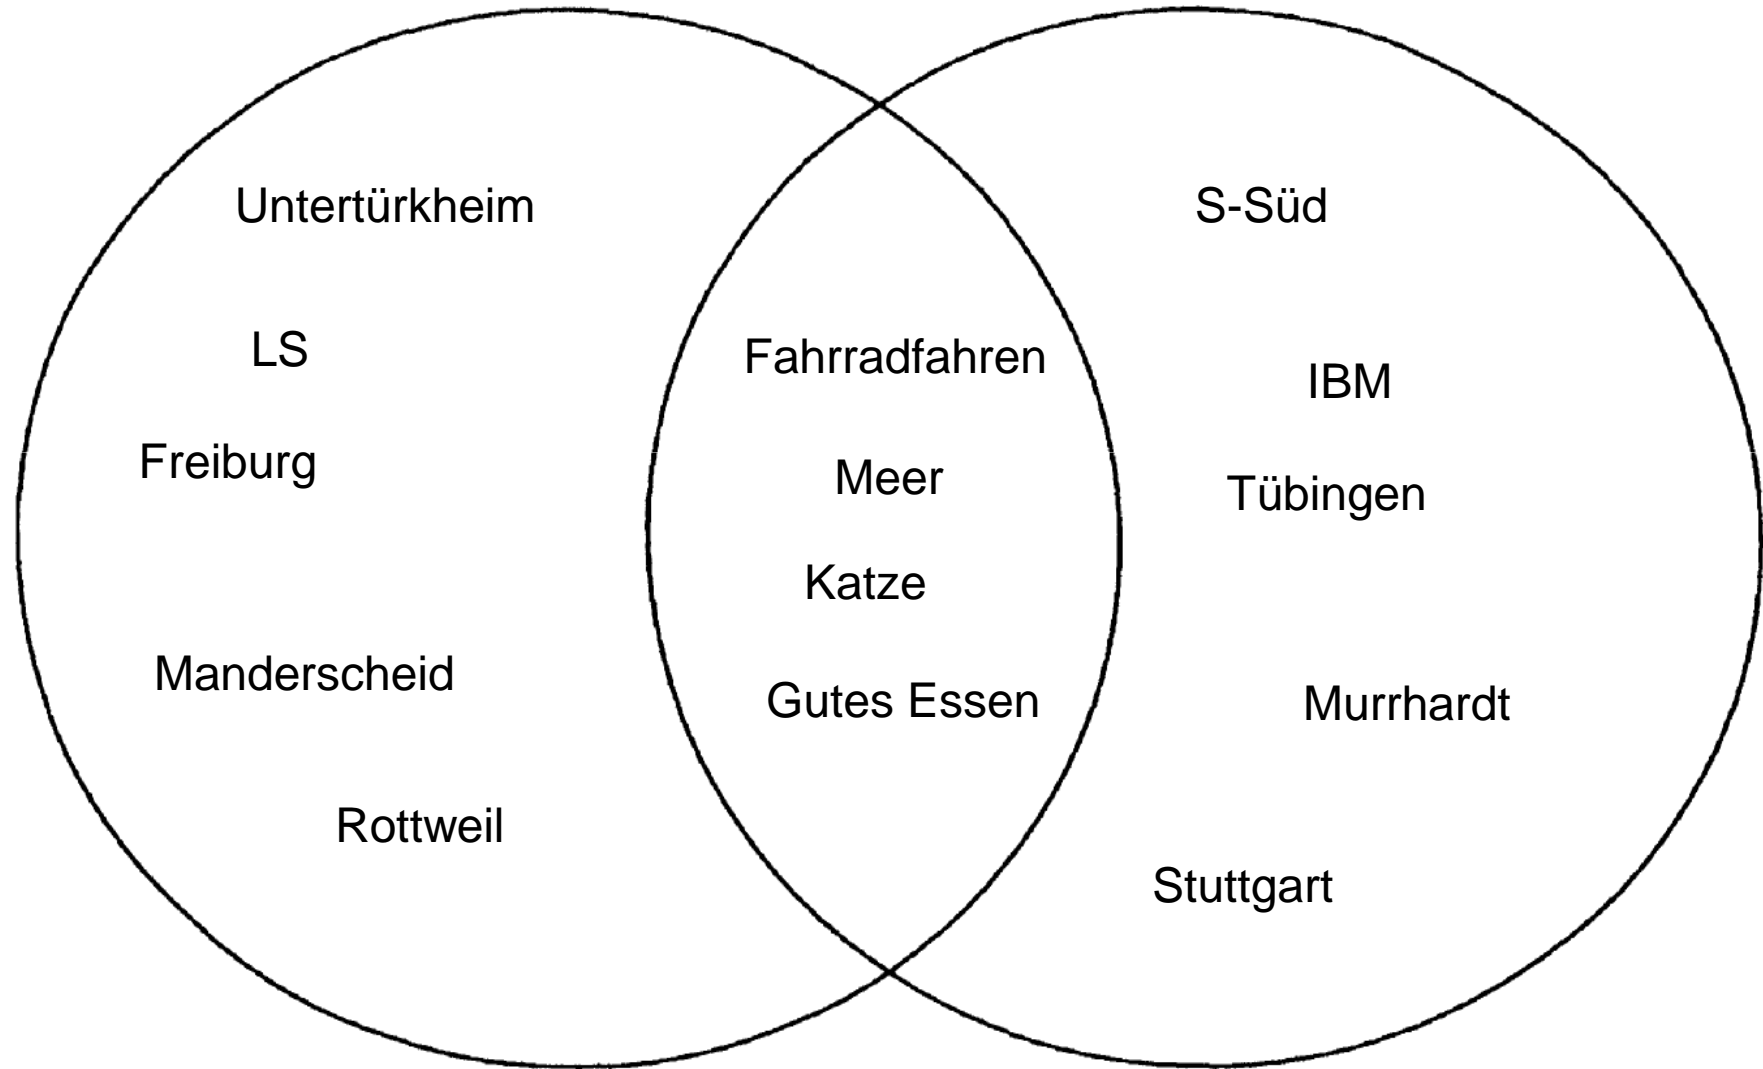 Untertürkheim
LS
Freiburg
Manderscheid
Rottweil
Fahrradfahren
Meer
Katze
Gutes Essen
S-Süd
IBM
Tübingen
Murrhardt
Stuttgart